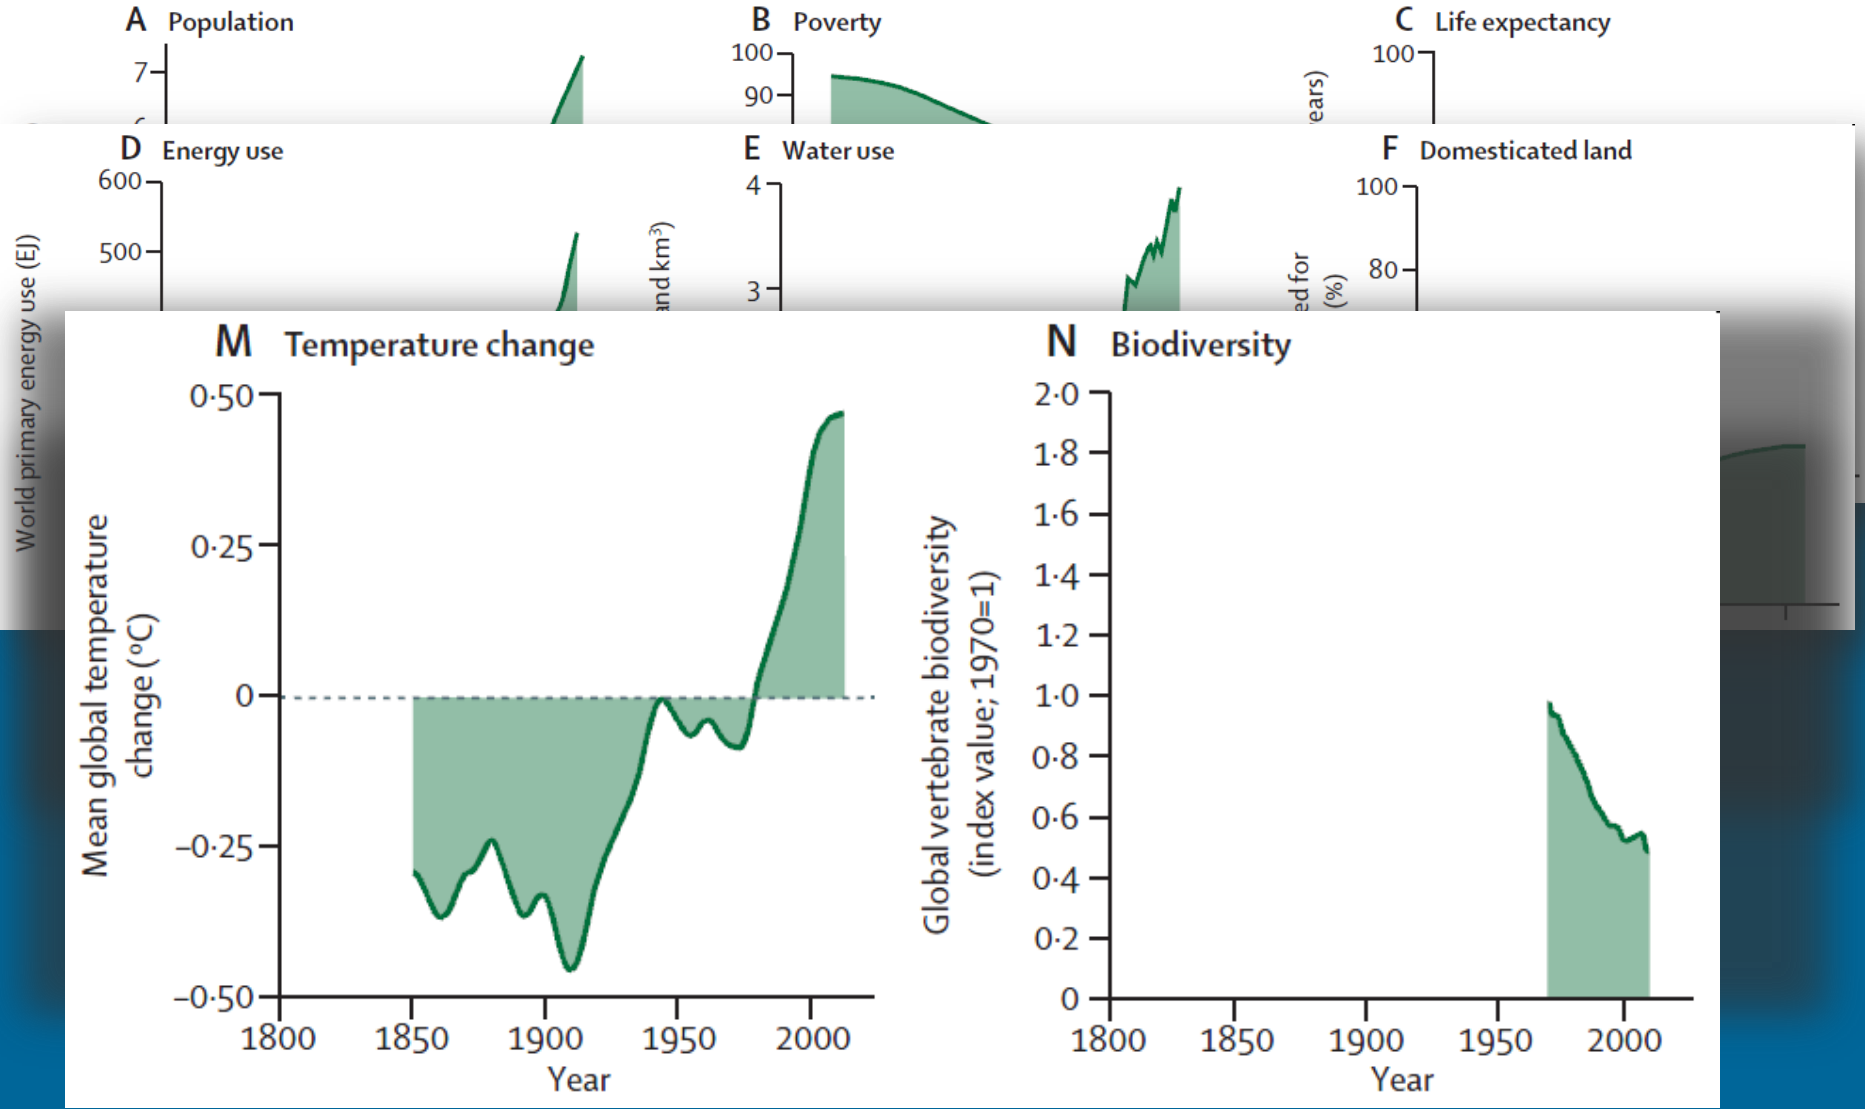 A Population
7
B Poverty
100
90
C Life expectancy
100
ears)
D Energy use
600
500
World primary energy use (EJ)
E Water use
4
3
and km³)
F Domesticated land
100
80
ed for
(%)
M Temperature change
0·50
0·25
0
–0·25
–0·50
Mean global temperature
change (°C)
1800 1850 1900 1950 2000
Year
N Biodiversity
2·0
1·8
1·6
1·4
1·2
1·0
0·8
0·6
0·4
0·2
0
Global vertebrate biodiversity
(index value; 1970=1)
1800 1850 1900 1950 2000
Year